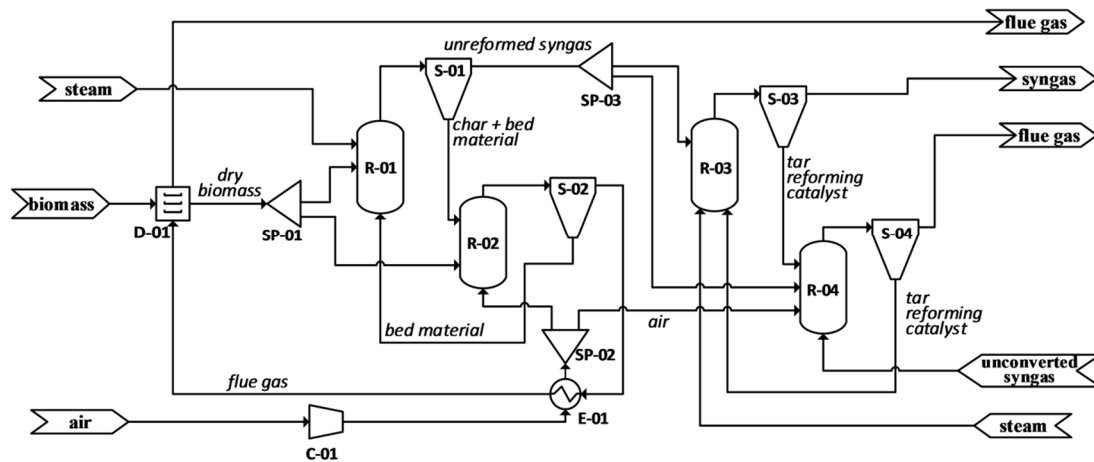 flue gas
unreformed syngas
S-01
SP-03
steam
syngas
S-03
char + bed
material
flue gas
R-01
R-03
dry
biomass
tar
reforming
catalyst
S-02
biomass
D-01
SP-01
R-02
S-04
R-04
bed material
air
tar
reforming
catalyst
SP-02
unconverted
syngas
flue gas
E-01
air
steam
C-01